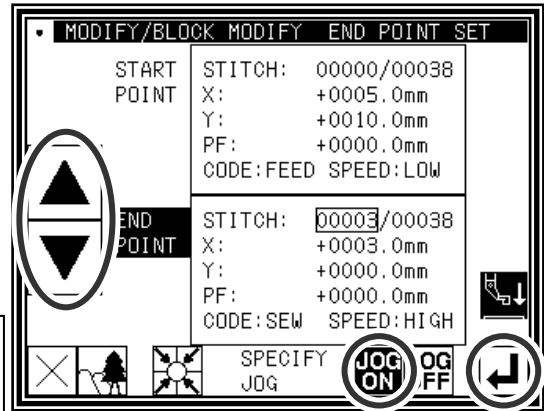 MODIFY/BLOCK MODIFY END POINT SET
START POINT
STITCH: 00000/00038
X: +0005.0mm
Y: +0010.0mm
PF: +0000.0mm
CODE:FEED SPEED:LOW
END POINT
STITCH: 00003/00038
X: +0003.0mm
Y: +0000.0mm
PF: +0000.0mm
CODE:SEW SPEED:HIGH
SPECIFY JOG
JOG ON
OG FF